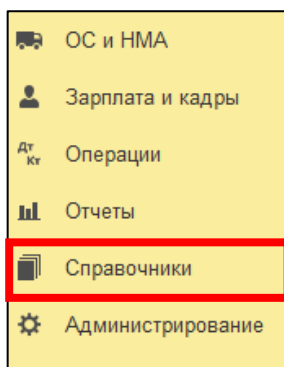 ОС и НМА
Зарплата и кадры
Дт
Кт
Операции
Отчеты
Справочники
Администрирование